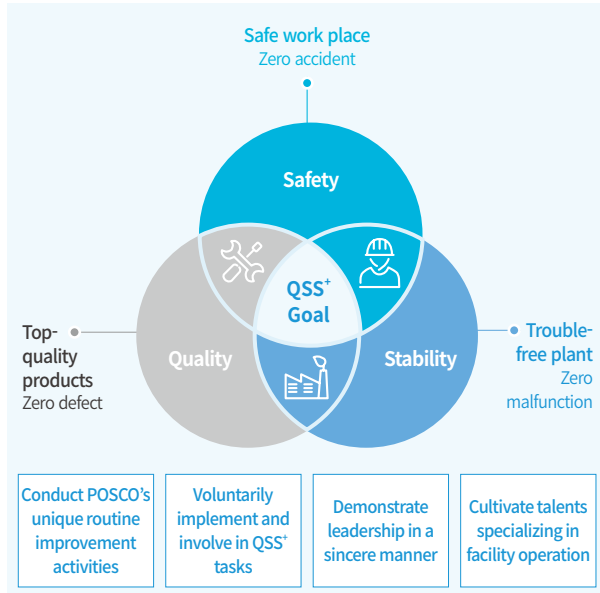 Safe work place
Zero accident
Safety
QSS⁺
Goal
Top-
quality
products
Zero defect
Quality
Stability
Trouble-
free plant
Zero
malfunction
Conduct POSCO's
unique routine
improvement
activities
Voluntarily
implement and
involve in QSS⁺
tasks
Demonstrate
leadership in a
sincere manner
Cultivate talents
specializing in
facility operation